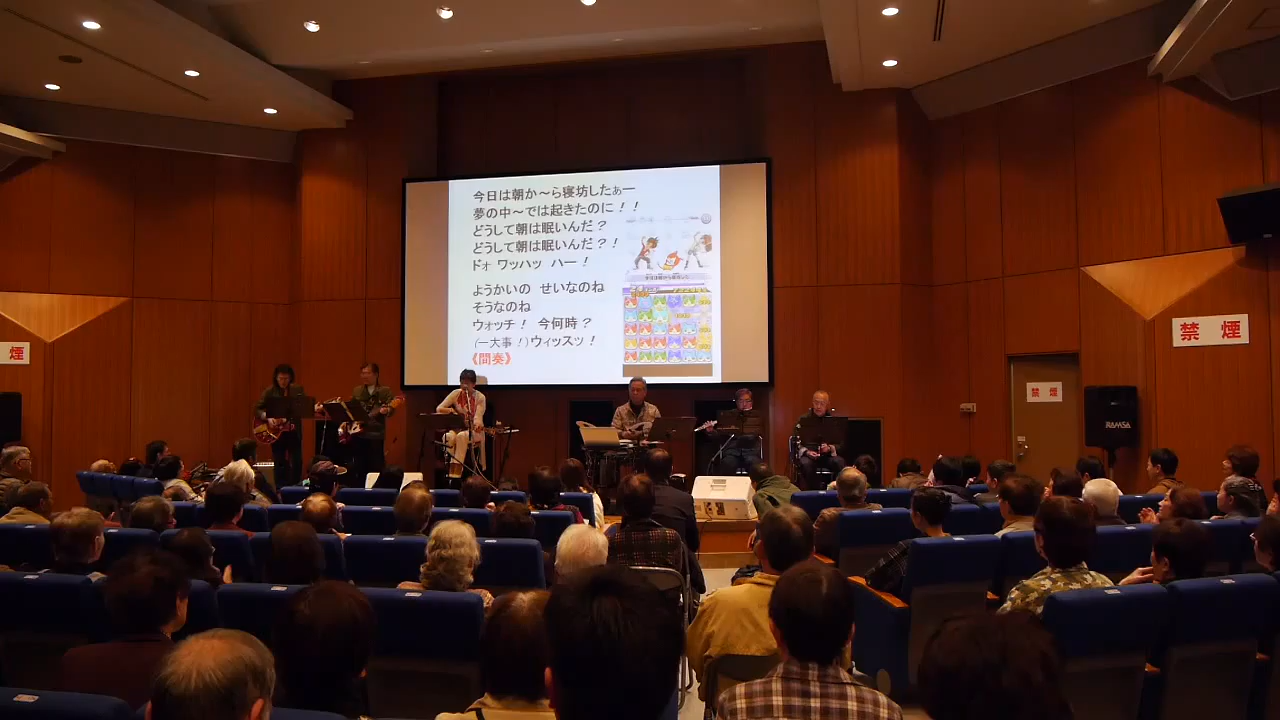 今日は朝か～ら寝坊したぁー
夢の中～では起きたのに！！
どうして朝は眠いんだ？
どうして朝は眠いんだ？！
ドォ ワッハッ ハー！
ようかいの せいなのね
そうなのね
ウォッチ！ 今何時？
(一大事！)ウィッスッ！
《間奏》
禁煙
煙
禁煙
RAMSA